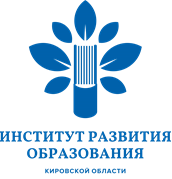 ИНСТИТУТ РАЗВИТИЯ
ОБРАЗОВАНИЯ
КИРОВСКОЙ ОБЛАСТИ